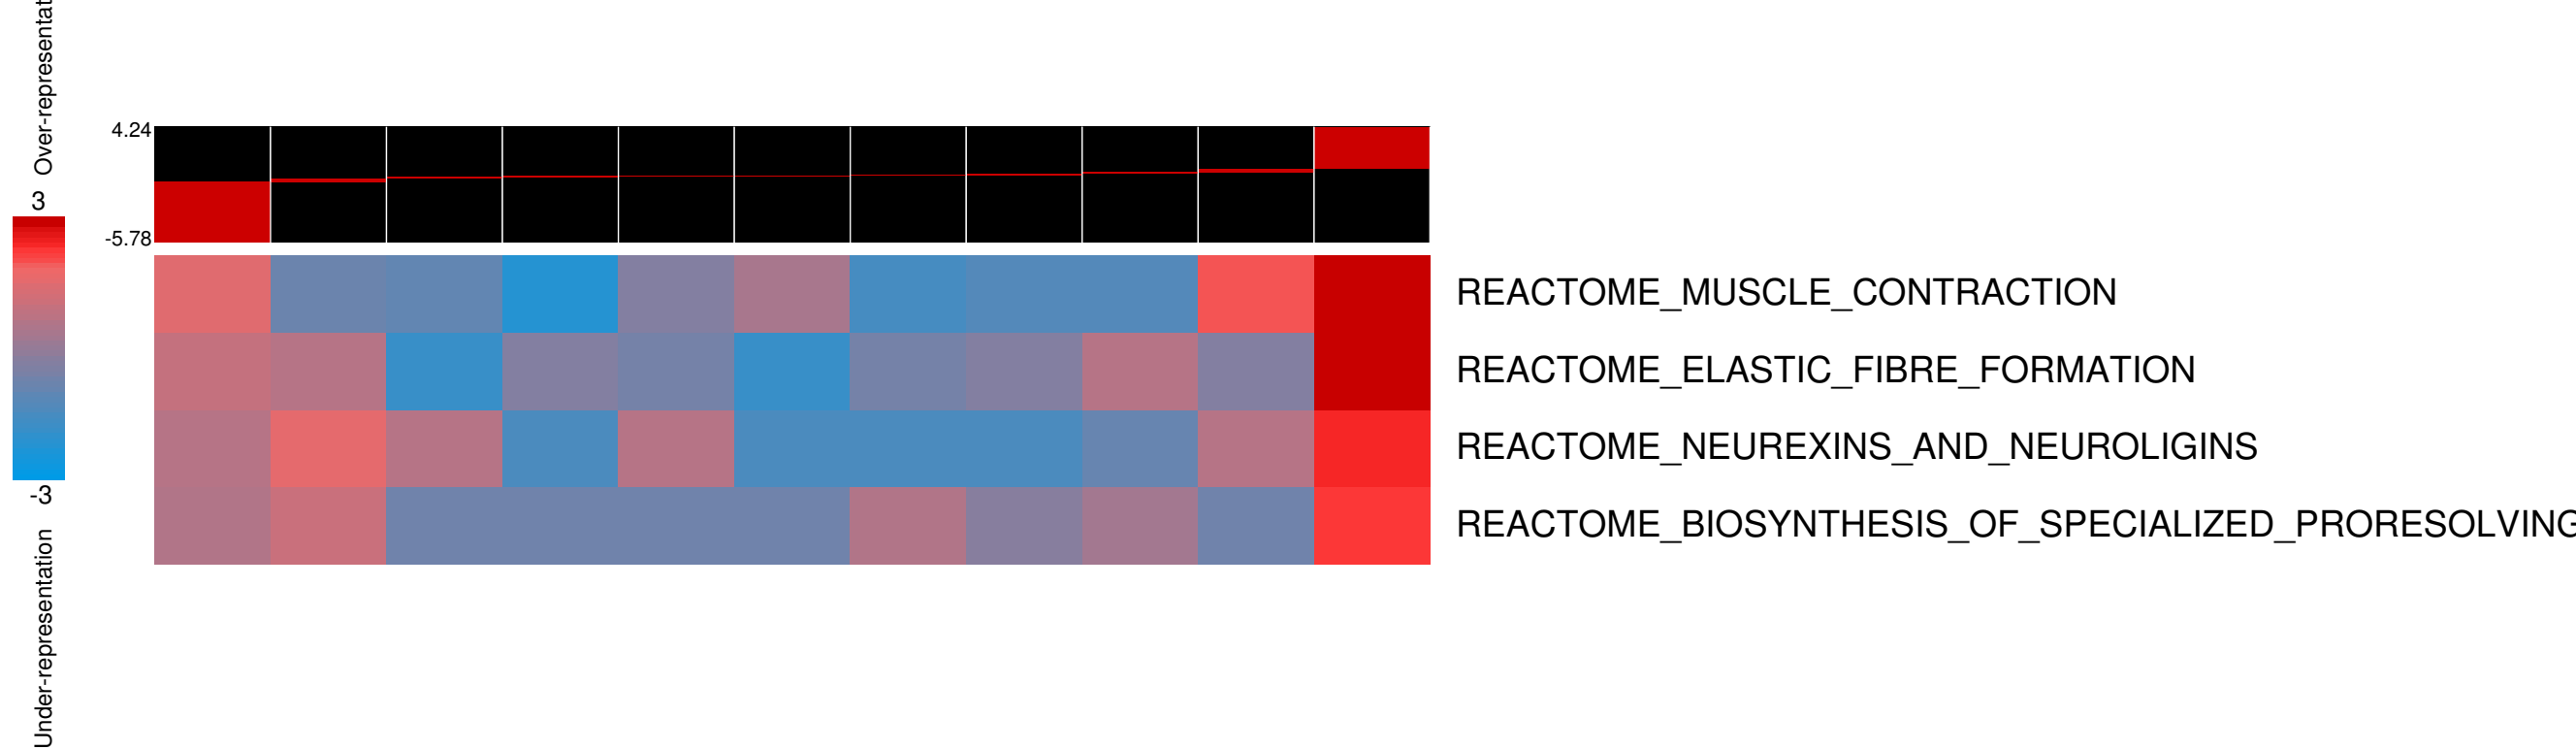 Over-representat
4.24
-5.78
3
-3
Under-representation
REACTOME_MUSCLE_CONTRACTION
REACTOME_ELASTIC_FIBRE_FORMATION
REACTOME_NEUREXINS_AND_NEUROLIGINS
REACTOME_BIOSYNTHESIS_OF_SPECIALIZED_PRORESOLVING